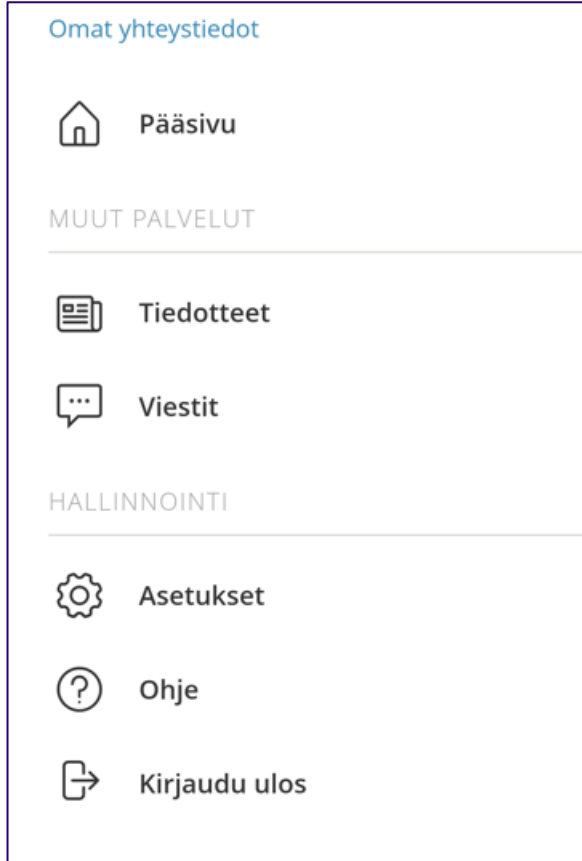 Omat yhteystiedot
Pääsivu
MUUT PALVELUT
Tiedotteet
Viestit
HALLINNOINTI
Asetukset
Ohje
Kirjaudu ulos